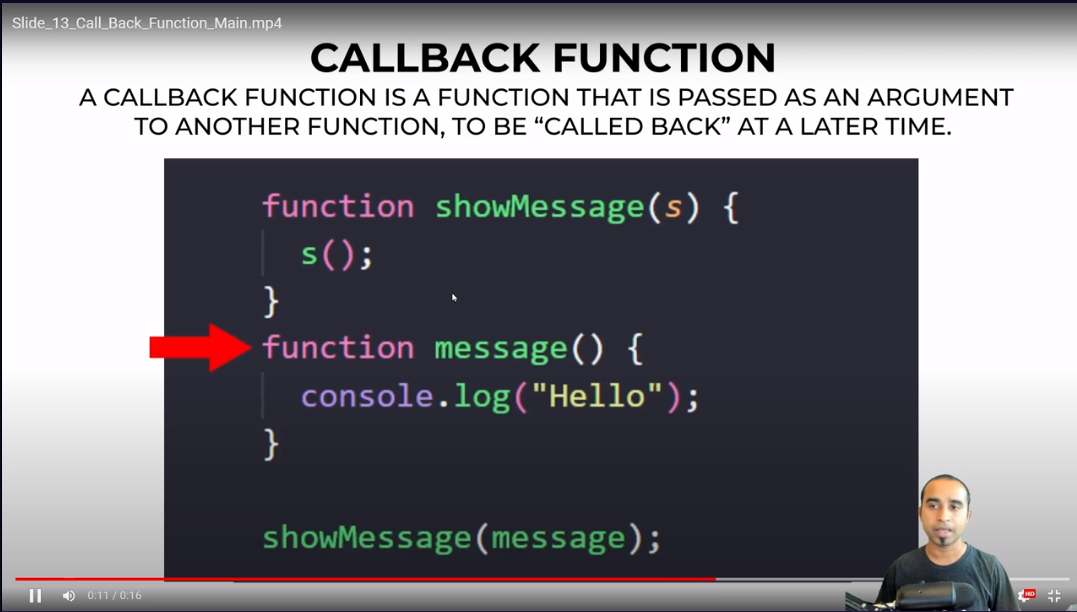 Slide_13_Call_Back_Function_Main.mp4
CALLBACK FUNCTION
A CALLBACK FUNCTION IS A FUNCTION THAT IS PASSED AS AN ARGUMENT
TO ANOTHER FUNCTION, TO BE “CALLED BACK” AT A LATER TIME.
function showMessage(s) {
s();
}
function message() {
console.log("Hello");
}
showMessage(message);
0:11 / 0:16
HD